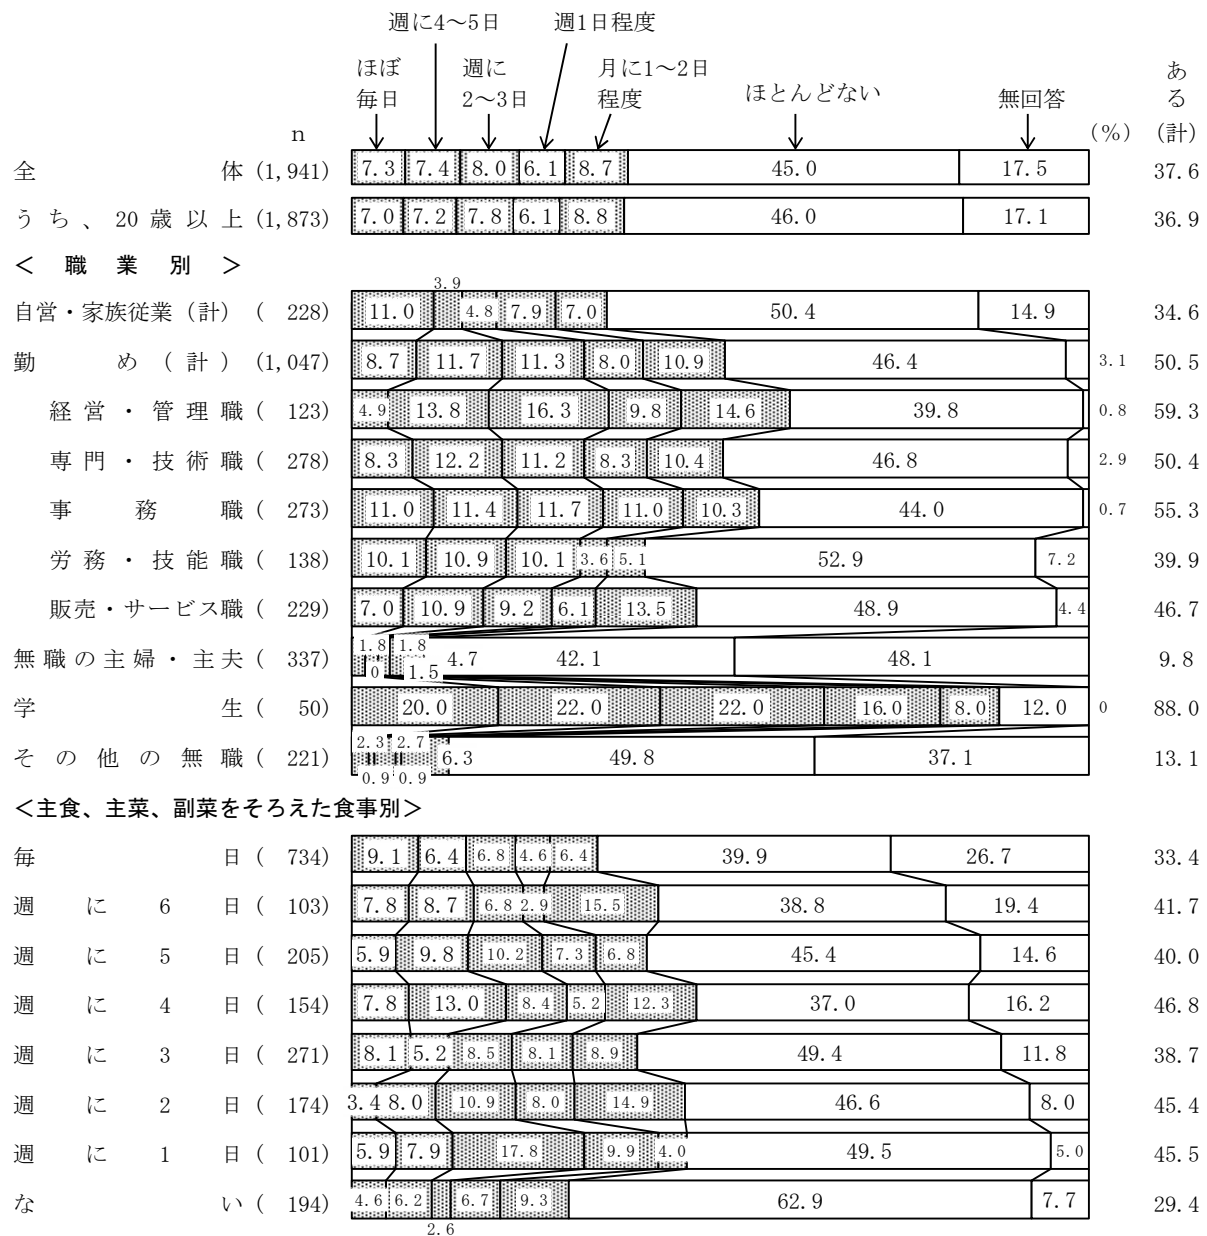 週に4～5日 週1日程度
ほぼ 週に 月に1～2日 あ
毎日 2～3日 程度 ほとんどない 無回答 る
n (%) (計)
全体 (1,941) 7.3 7.4 8.0 6.1 8.7 45.0 17.5 37.6
うち、20歳以上 (1,873) 7.0 7.2 7.8 6.1 8.8 46.0 17.1 36.9
＜職業別＞
自営・家族従業(計) (228) 11.0 3.9 4.8 7.9 7.0 50.4 14.9 34.6
勤め(計) (1,047) 8.7 11.7 11.3 8.0 10.9 46.4 3.1 50.5
経営・管理職 (123) 4.9 13.8 16.3 9.8 14.6 39.8 0.8 59.3
専門・技術職 (278) 8.3 12.2 11.2 8.3 10.4 46.8 2.9 50.4
事務職 (273) 11.0 11.4 11.7 11.0 10.3 44.0 0.7 55.3
労務・技能職 (138) 10.1 10.9 10.1 3.6 5.1 52.9 7.2 39.9
販売・サービス職 (229) 7.0 10.9 9.2 6.1 13.5 48.9 4.4 46.7
無職の主婦・主夫 (337) 1.8 0 1.8 1.5 4.7 42.1 48.1 9.8
学生 (50) 20.0 22.0 22.0 16.0 8.0 12.0 0 88.0
その他の無職 (221) 2.3 0.9 2.7 0.9 6.3 49.8 37.1 13.1
＜主食、主菜、副菜をそろえた食事別＞
毎日 (734) 9.1 6.4 6.8 4.6 6.4 39.9 26.7 33.4
週に6日 (103) 7.8 8.7 6.8 2.9 15.5 38.8 19.4 41.7
週に5日 (205) 5.9 9.8 10.2 7.3 6.8 45.4 14.6 40.0
週に4日 (154) 7.8 13.0 8.4 5.2 12.3 37.0 16.2 46.8
週に3日 (271) 8.1 5.2 8.5 8.1 8.9 49.4 11.8 38.7
週に2日 (174) 3.4 8.0 10.9 8.0 14.9 46.6 8.0 45.4
週に1日 (101) 5.9 7.9 17.8 9.9 4.0 49.5 5.0 45.5
ない (194) 4.6 6.2 2.6 6.7 9.3 62.9 7.7 29.4